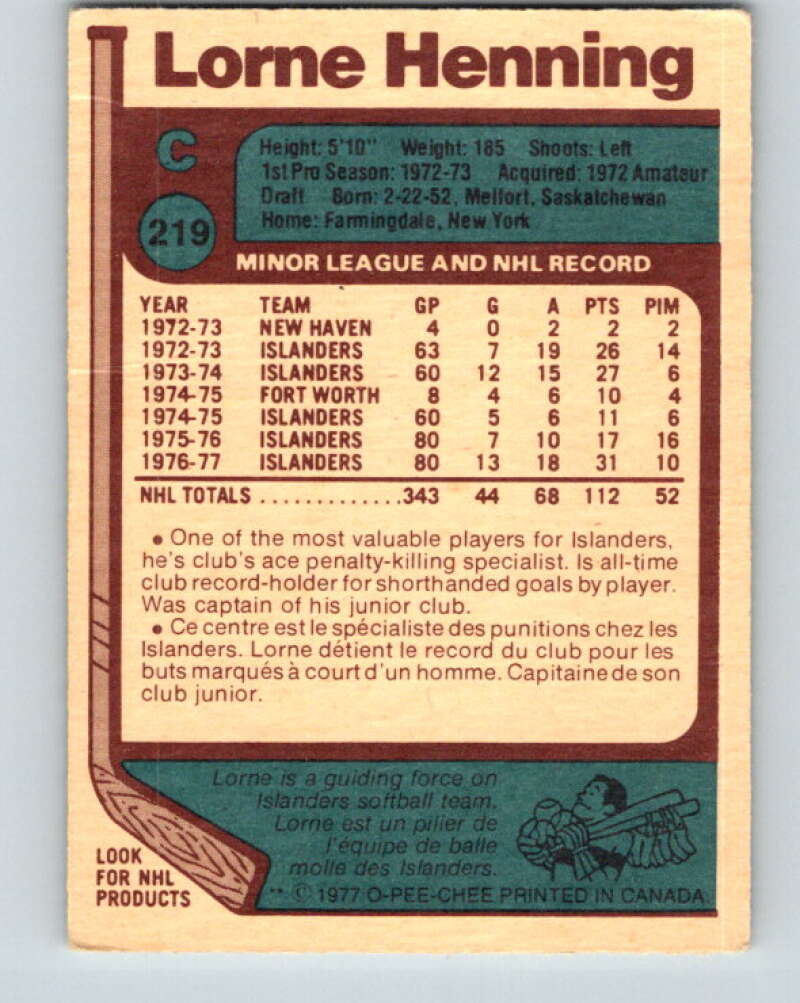 Lorne Henning
C
Height: 5'10" Weight: 185 Shoots: Left
1st Pro Season: 1972-73 Acquired: 1972 Amateur
Draft Born: 2-22-52, Melfort, Saskatchewan
Home: Farmingdale, New York
219
MINOR LEAGUE AND NHL RECORD
YEAR TEAM GP G A PTS PIM
1972-73 NEW HAVEN 4 0 2 2 2
1972-73 ISLANDERS 63 7 19 26 14
1973-74 ISLANDERS 60 12 15 27 6
1974-75 FORT WORTH 8 4 6 10 4
1974-75 ISLANDERS 60 5 6 11 6
1975-76 ISLANDERS 80 7 10 17 16
1976-77 ISLANDERS 80 13 18 31 10
NHL TOTALS .............343 44 68 112 52
• One of the most valuable players for Islanders,
he's club's ace penalty-killing specialist. Is all-time
club record-holder for shorthanded goals by player.
Was captain of his junior club.
• Ce centre est le spécialiste des punitions chez les
Islanders. Lorne détient le record du club pour les
buts marqués à court d'un homme. Capitaine de son
club junior.
Lorne is a guiding force on
Islanders softball team.
Lorne est un pilier de
l'équipe de balle
molle des Islanders.
LOOK
FOR NHL
PRODUCTS
** © 1977 O-PEE-CHEE PRINTED IN CANADA